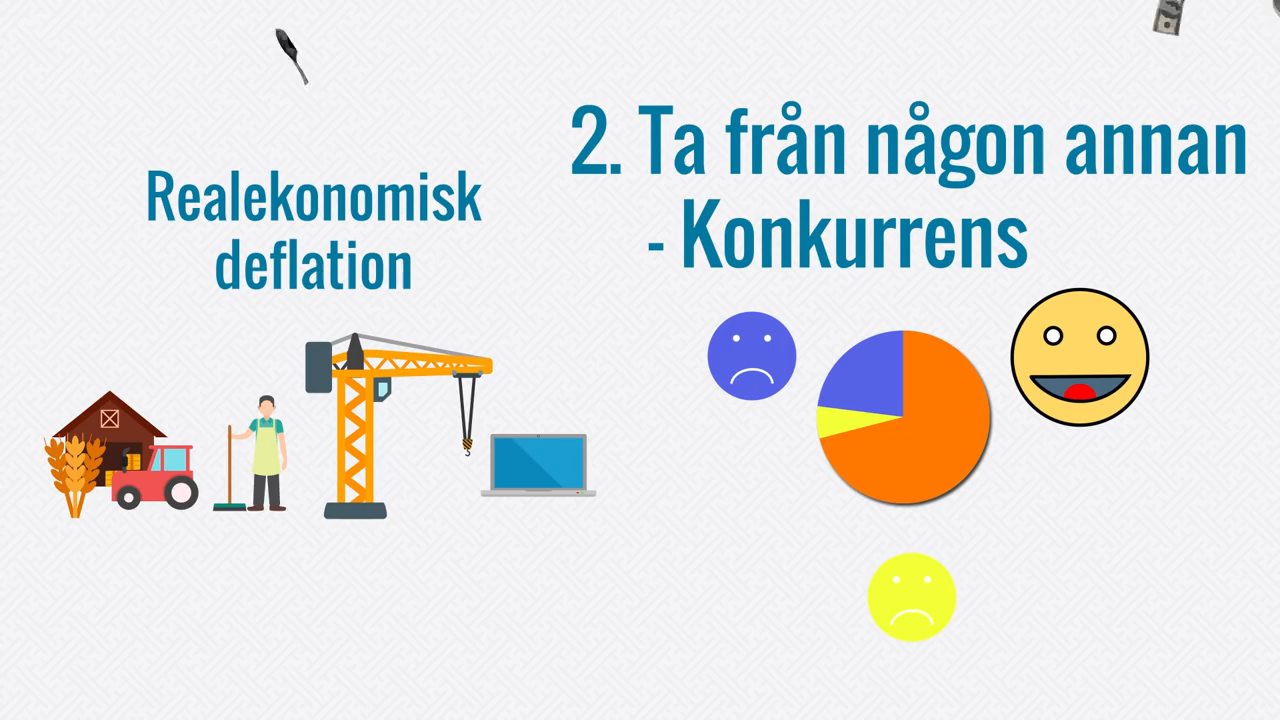 Realekonomisk
deflation
2. Ta från någon annan
- Konkurrens